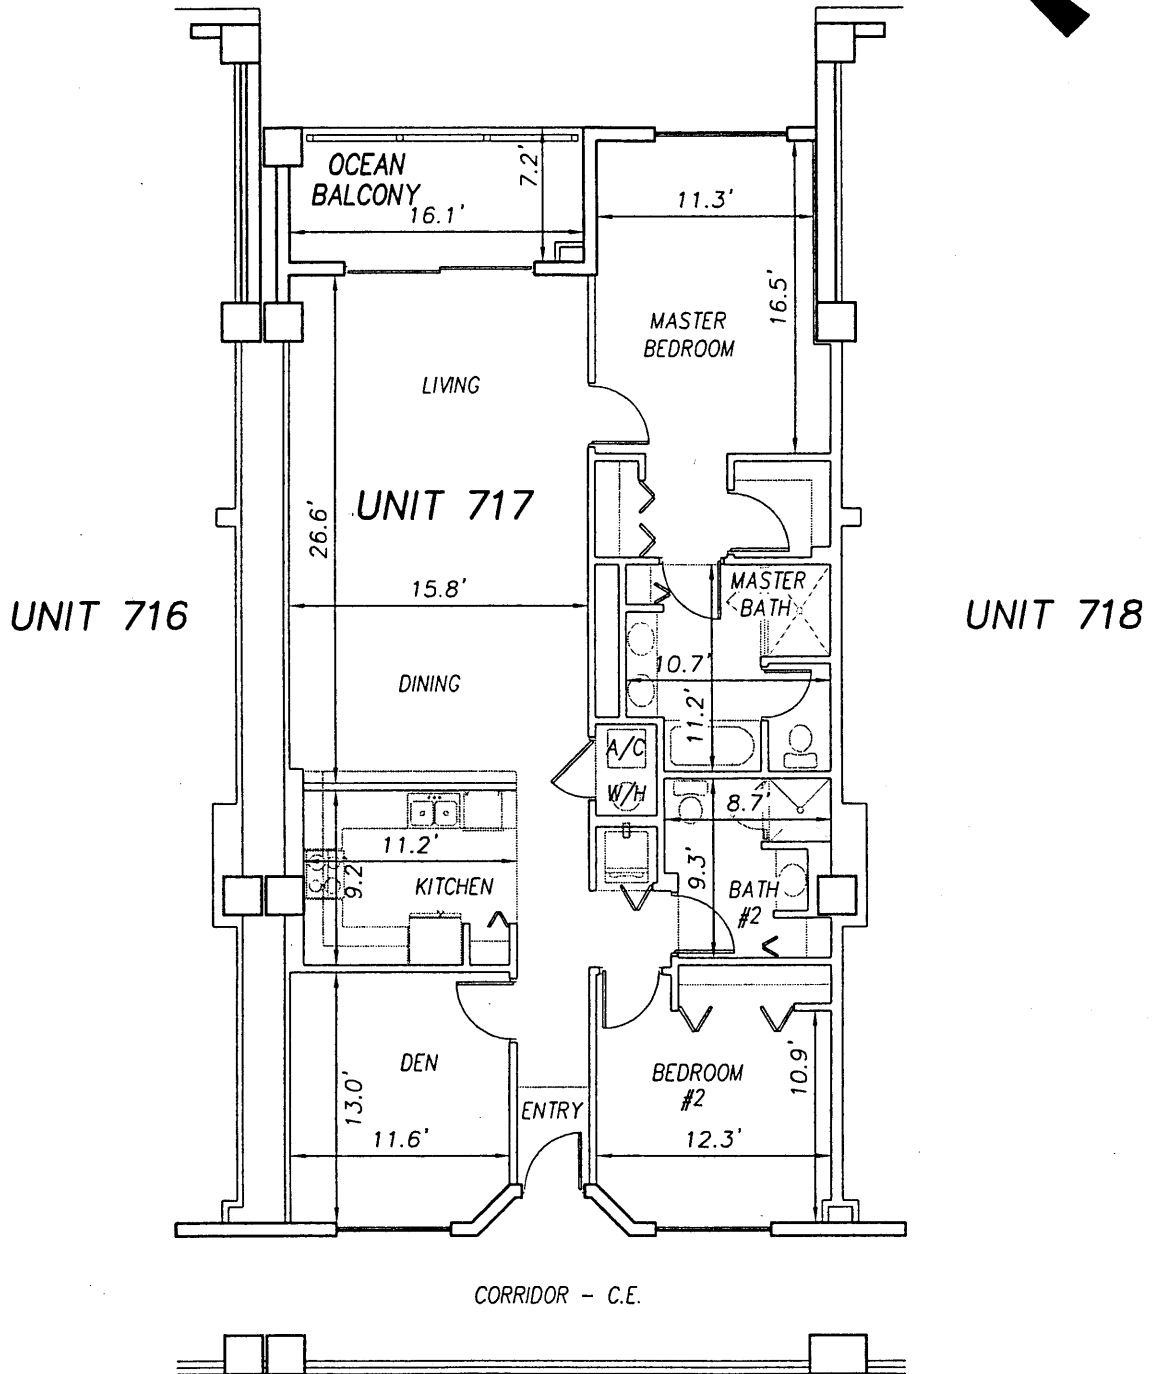 OCEAN
BALCONY
7.2'
16.1'
11.3'
16.5'
MASTER
BEDROOM
LIVING
UNIT 717
26.6'
15.8'
UNIT 716
MASTER
BATH
UNIT 718
10.7'
11.2'
DINING
A/C
W/H
8.7'
11.2'
9.2'
KITCHEN
9.3'
BATH
#2
DEN
13.0'
11.6'
ENTRY
BEDROOM
#2
10.9'
12.3'
CORRIDOR - C.E.